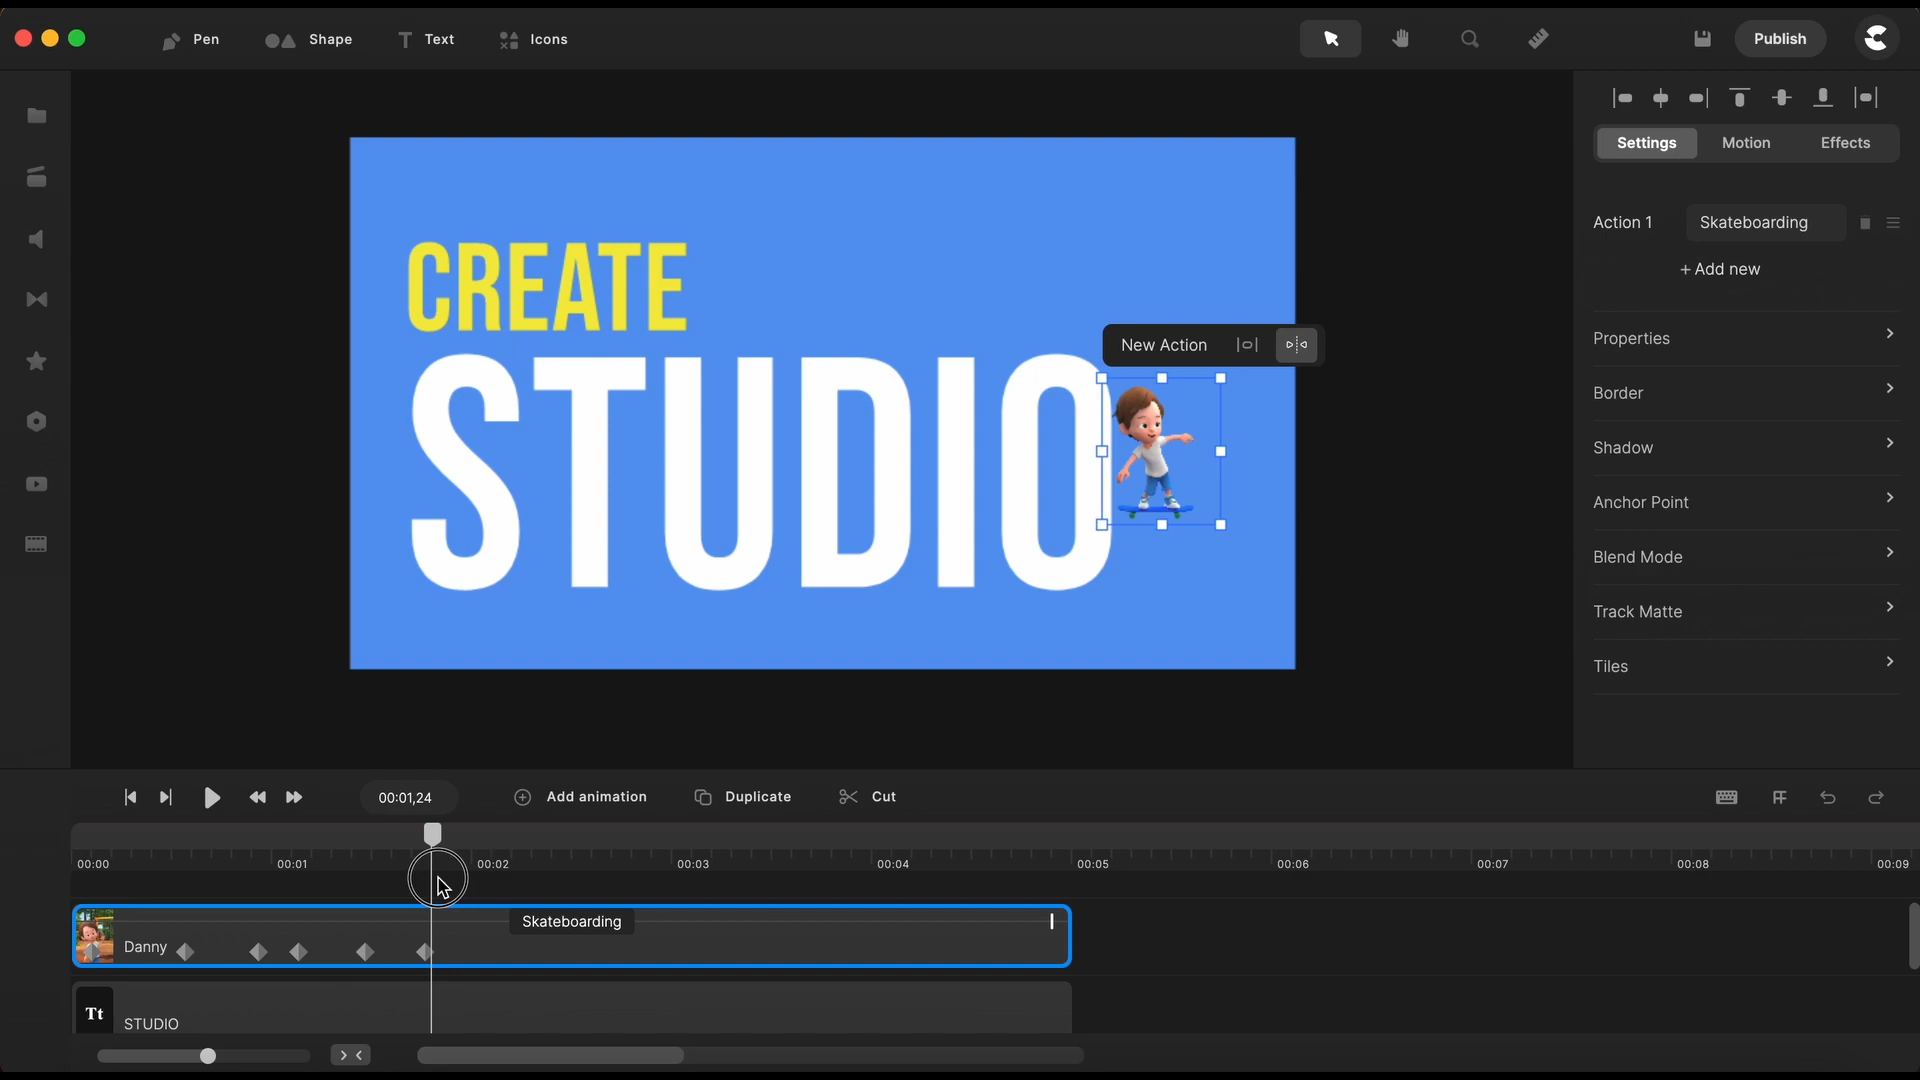 Pen
Shape
Text
Icons
Publish
Settings
Motion
Effects
Action 1
Skateboarding
+ Add new
Properties
Border
Shadow
Anchor Point
Blend Mode
Track Matte
Tiles
CREATE
STUDIO
New Action
00:01,24
Add animation
Duplicate
Cut
00:00
00:01
00:02
00:03
00:04
00:05
00:06
00:07
00:08
00:09
Skateboarding
Danny
Tt
STUDIO